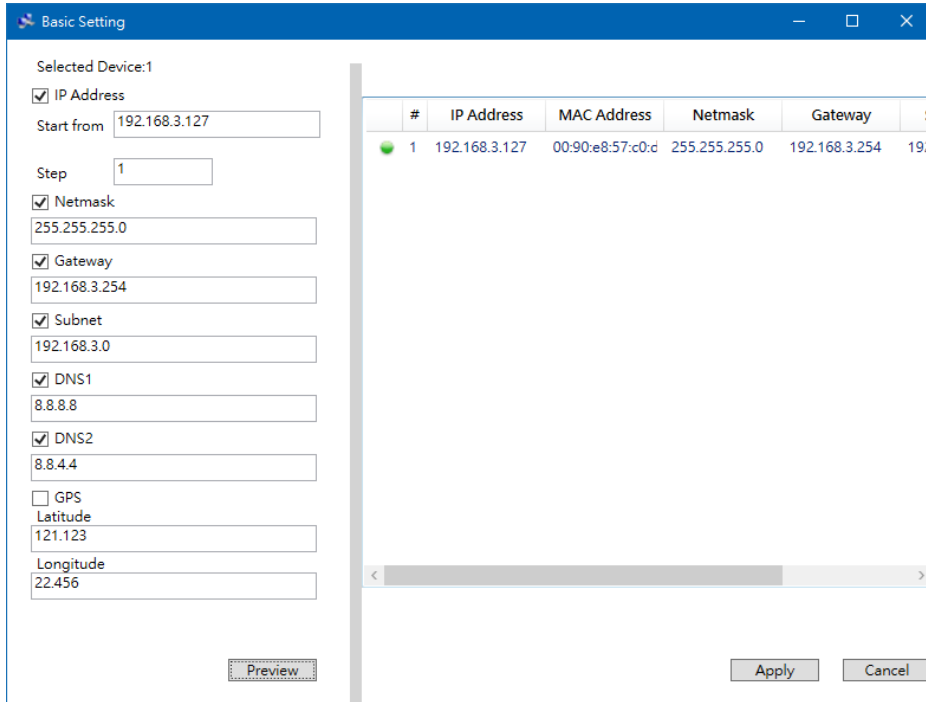 Basic Setting
Selected Device:1
IP Address
Start from 192.168.3.127
Step 1
Netmask
255.255.255.0
Gateway
192.168.3.254
Subnet
192.168.3.0
DNS1
8.8.8.8
DNS2
8.8.4.4
GPS
Latitude
121.123
Longitude
22.456
Preview
# IP Address MAC Address Netmask Gateway
1 192.168.3.127 00:90:e8:57:c0:d 255.255.255.0 192.168.3.254 19
Apply Cancel